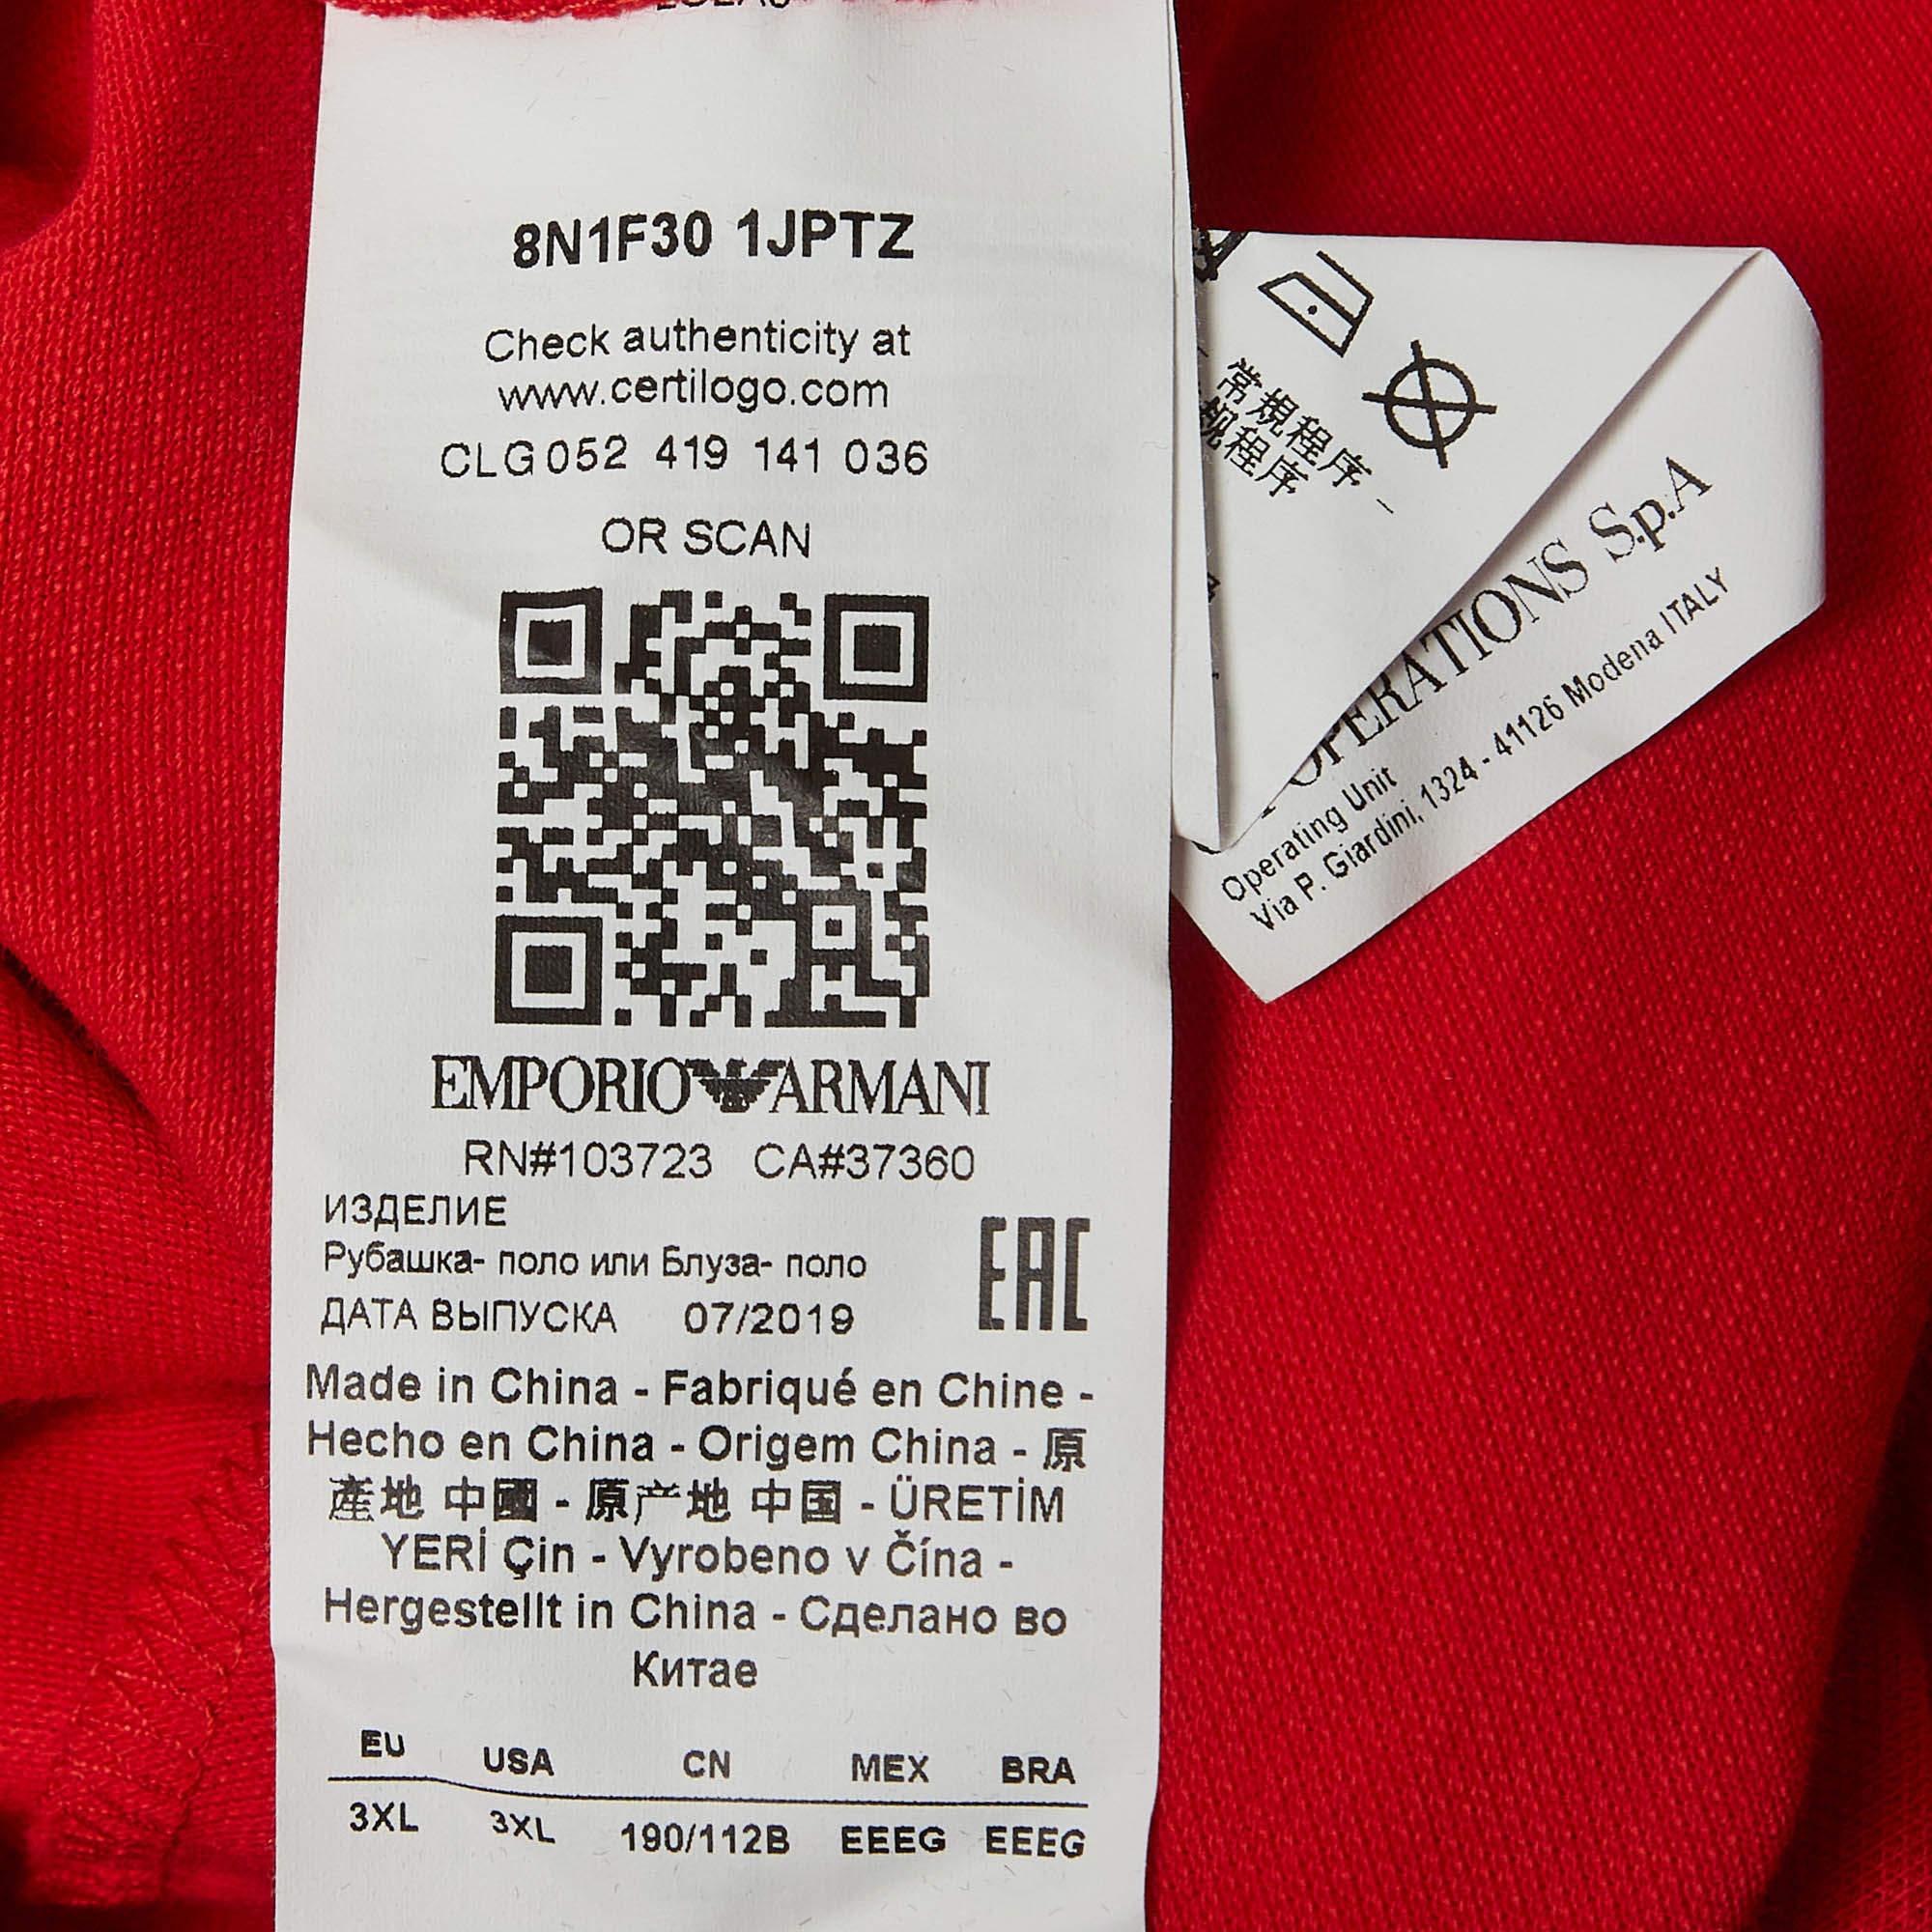 8N1F30 1JPTZ
Check authenticity at
www.certilogo.com
CLG052 419 141 036
OR SCAN
EMPORIO ARMANI
RN#103723 CA#37360
ИЗДЕЛИЕ
Рубашка- поло или Блуза- поло
ДАТА ВЫПУСКА 07/2019
EAC
Made in China - Fabriqué en Chine -
Hecho en China - Origem China - 原
產地 中國 - 原产地 中国 - ÜRETİM
YERİ Çin - Vyrobeno v Čína -
Hergestellt in China - Сделано во
Китае
EU USA CN MEX BRA
3XL 3XL 190/112B EEEG EEEG
常規程序 -
规程序
OPERATIONS S.p.A
Operating Unit
Via P. Giardini, 1324 - 41126 Modena ITALY